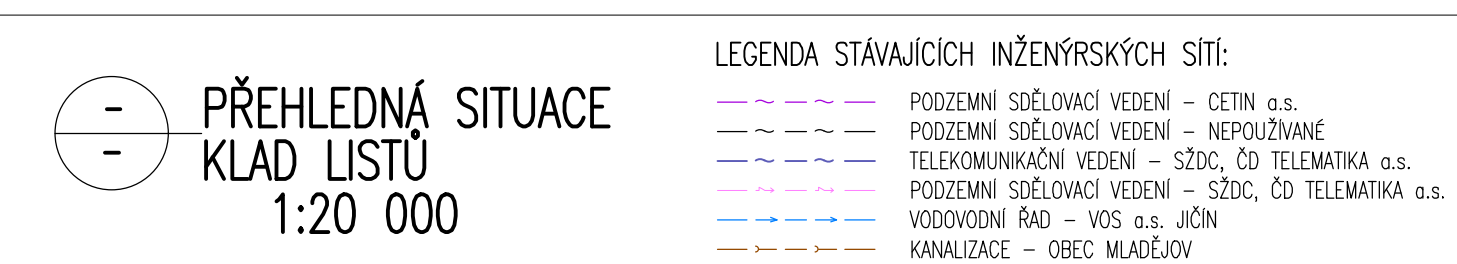 -
-
PŘEHLEDNÁ SITUACE
KLAD LISTŮ
1:20 000
LEGENDA STÁVAJÍCÍCH INŽENÝRSKÝCH SÍTÍ:
PODZEMNÍ SDĚLOVACÍ VEDENÍ – CETIN a.s.
PODZEMNÍ SDĚLOVACÍ VEDENÍ – NEPOUŽÍVANÉ
TELEKOMUNIKAČNÍ VEDENÍ – SŽDC, ČD TELEMATIKA a.s.
PODZEMNÍ SDĚLOVACÍ VEDENÍ – SŽDC, ČD TELEMATIKA a.s.
VODOVODNÍ ŘAD – VOS a.s. JIČÍN
KANALIZACE – OBEC MLADĚJOV